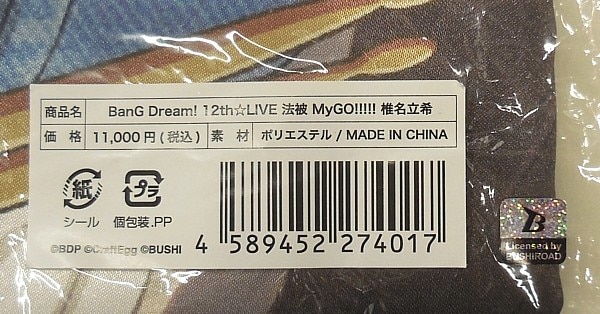 商品名 BanG Dream! 12th☆LIVE 法被 MyGO!!!!! 椎名立希
価格 11,000円(税込) 素材 ポリエステル / MADE IN CHINA
紙 プラ
シール 個包装.PP
©BDP ©CraftEgg ©BUSHI
4 589452 274017
B
Licensed by
BUSHIROAD